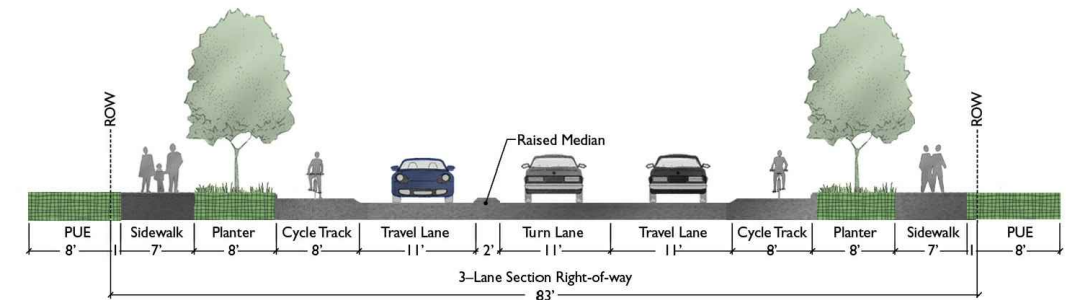 ROW
ROW
Raised Median
PUE Sidewalk Planter Cycle Track Travel Lane Turn Lane Travel Lane Cycle Track Planter Sidewalk PUE
8' 1' 7' 8' 8' 11' 2' 11' 11' 8' 8' 7' 1' 8'
3–Lane Section Right-of-way
83'